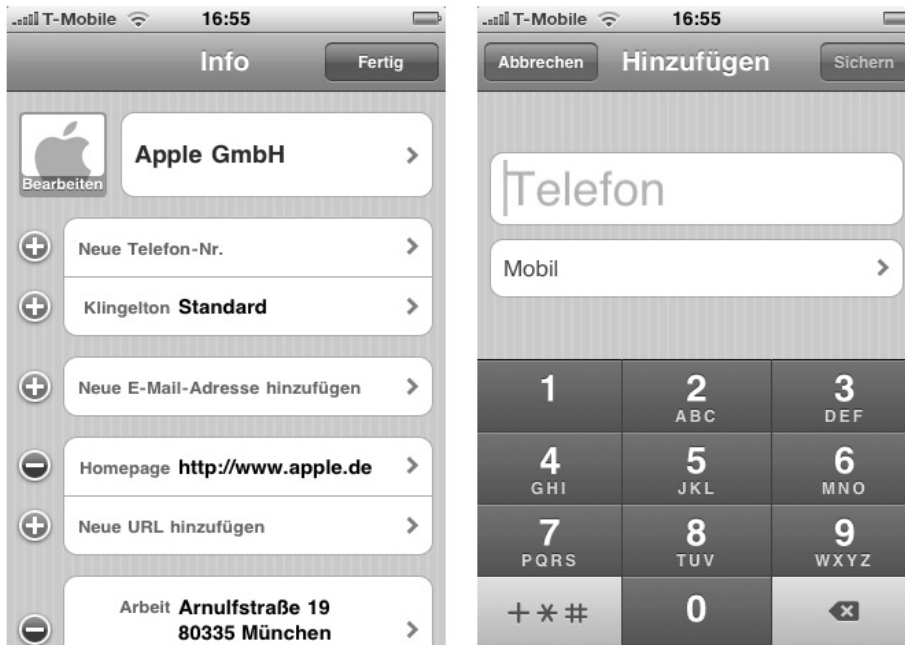 T-Mobile 16:55
Info Fertig
Bearbeiten
Apple GmbH
Neue Telefon-Nr.
Klingelton Standard
Neue E-Mail-Adresse hinzufügen
Homepage http://www.apple.de
Neue URL hinzufügen
Arbeit Arnulfstraße 19
80335 München
T-Mobile 16:55
Abbrechen Hinzufügen Sichern
Telefon
Mobil
1 2 3
ABC DEF
4 5 6
GHI JKL MNO
7 8 9
PQRS TUV WXYZ
+*# 0